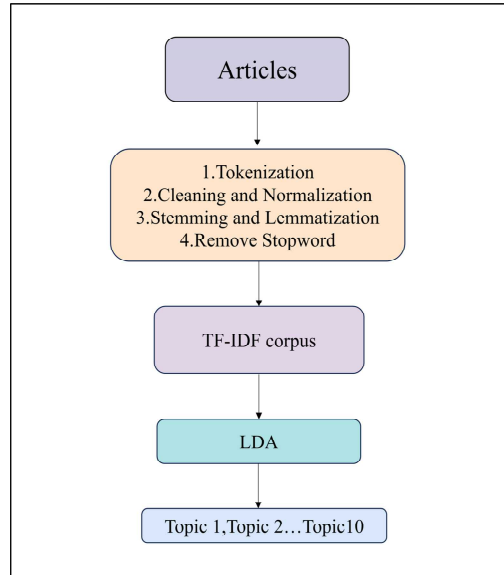 Articles
1.Tokenization
2.Cleaning and Normalization
3.Stemming and Lemmatization
4.Remove Stopword
TF-IDF corpus
LDA
Topic 1,Topic 2…Topic10